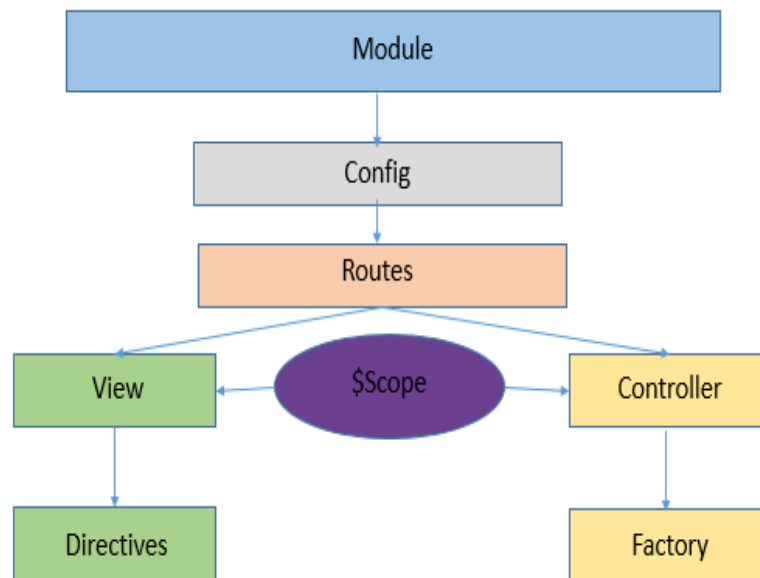 Module
Config
Routes
View
$Scope
Controller
Directives
Factory